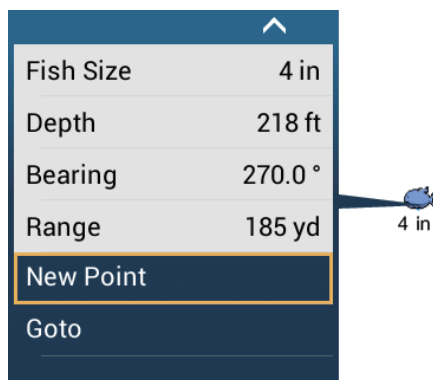 Fish Size 4 in
Depth 218 ft
Bearing 270.0 °
Range 185 yd
4 in
New Point
Goto